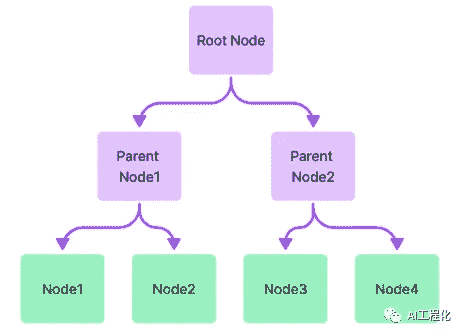 Root Node
Parent
Node1
Parent
Node2
Node1
Node2
Node3
Node4
AI工程化